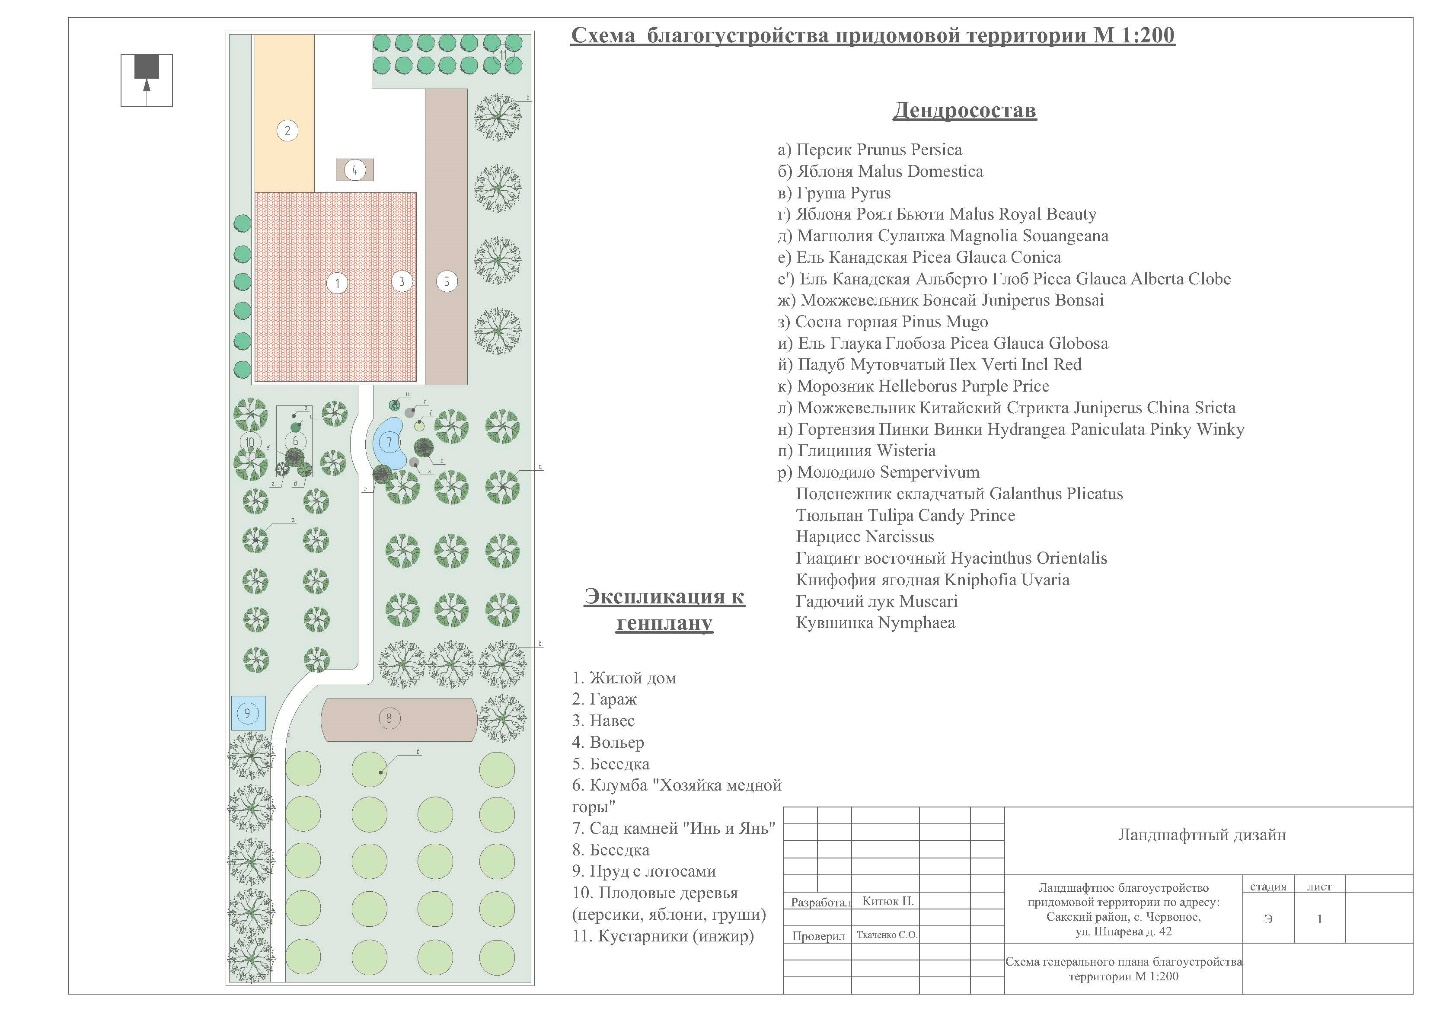 Схема благогустройства придомовой территории М 1:200
Дендросостав
а) Персик Prunus Persica
б) Яблоня Malus Domestica
в) Груша Pyrus
г) Яблоня Роял Бьюти Malus Royal Beauty
д) Магнолия Суланжа Magnolia Souangeana
е) Ель Канадская Picea Glauca Conica
е') Ель Канадская Альберто Глоб Picea Glauca Alberta Clobe
ж) Можжевельник Бонсай Juniperus Bonsai
з) Сосна горная Pinus Mugo
и) Ель Глаука Глобоза Picea Glauca Globosa
й) Падуб Мутовчатый Ilex Verti Incl Red
к) Морозник Helleborus Purple Price
л) Можжевельник Китайский Стрикта Juniperus China Sricta
н) Гортензия Пинки Винки Hydrangea Paniculata Pinky Winky
п) Глициния Wisteria
р) Молодило Sempervivum
Подснежник складчатый Galanthus Plicatus
Тюльпан Tulipa Candy Prince
Нарцисс Narcissus
Гиацинт восточный Hyacinthus Orientalis
Книфофия ягодная Kniphofia Uvaria
Гадючий лук Muscari
Кувшинка Nymphaea
Экспликация к
генплану
1. Жилой дом
2. Гараж
3. Навес
4. Вольер
5. Беседка
6. Клумба "Хозяйка медной
горы"
7. Сад камней "Инь и Янь"
8. Беседка
9. Пруд с лотосами
10. Плодовые деревья
(персики, яблони, груши)
11. Кустарники (инжир)
11
2
4
1
3
5
10
6
7
9
8
Ландшафтный дизайн
Разработал
Китюк П.
Проверил
Ткаченко С.О.
Ландшафтное благоустройство
придомовой территории по адресу:
Сакский район, с. Червоное,
ул. Шпарева д. 42
стадия
лист
Э
1
Схема генерального плана благоустройства
территории М 1:200